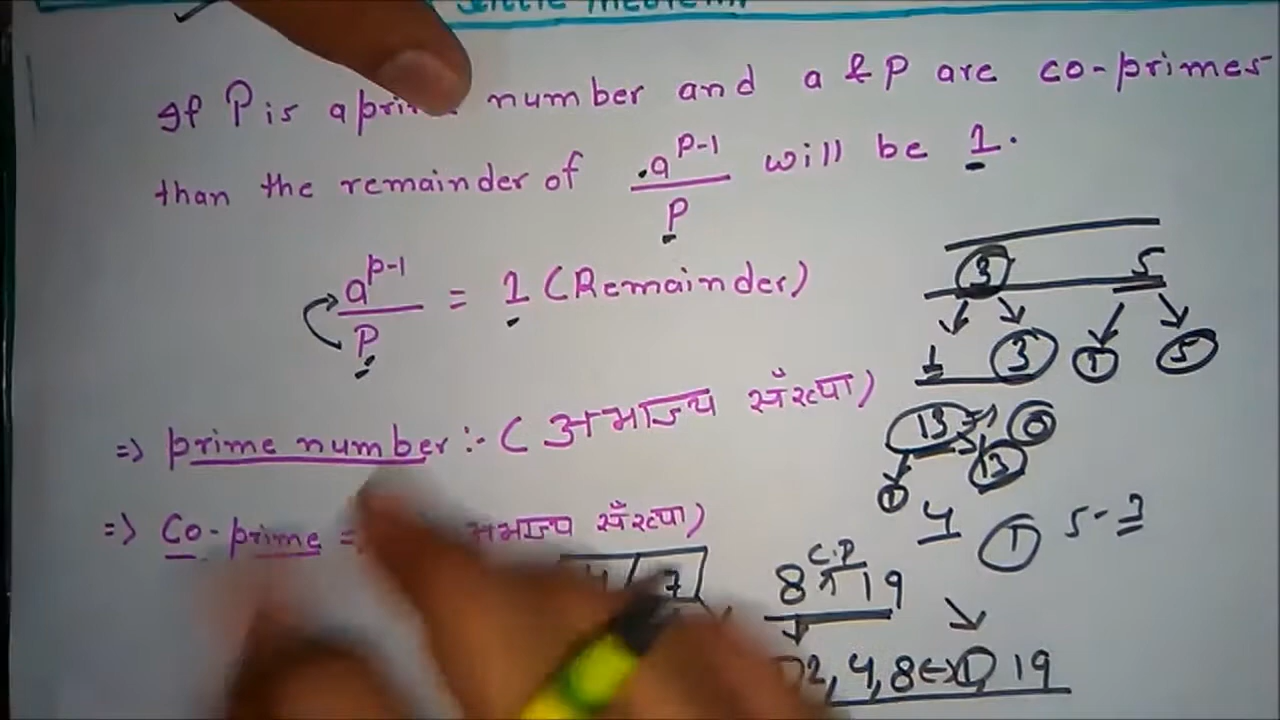 If P is a number and a & P are co-primes
than the remainder of a^{P-1}/P will be 1.
a^{P-1}/P = 1 (Remainder)
3 5
1 3 1 5
=> prime number :- ( अभाज्य सँख्या)
13
1 13
=> Co-prime = सँख्या)
4 1 5-3
7
C.P
8 19
2, 4, 8 1 19